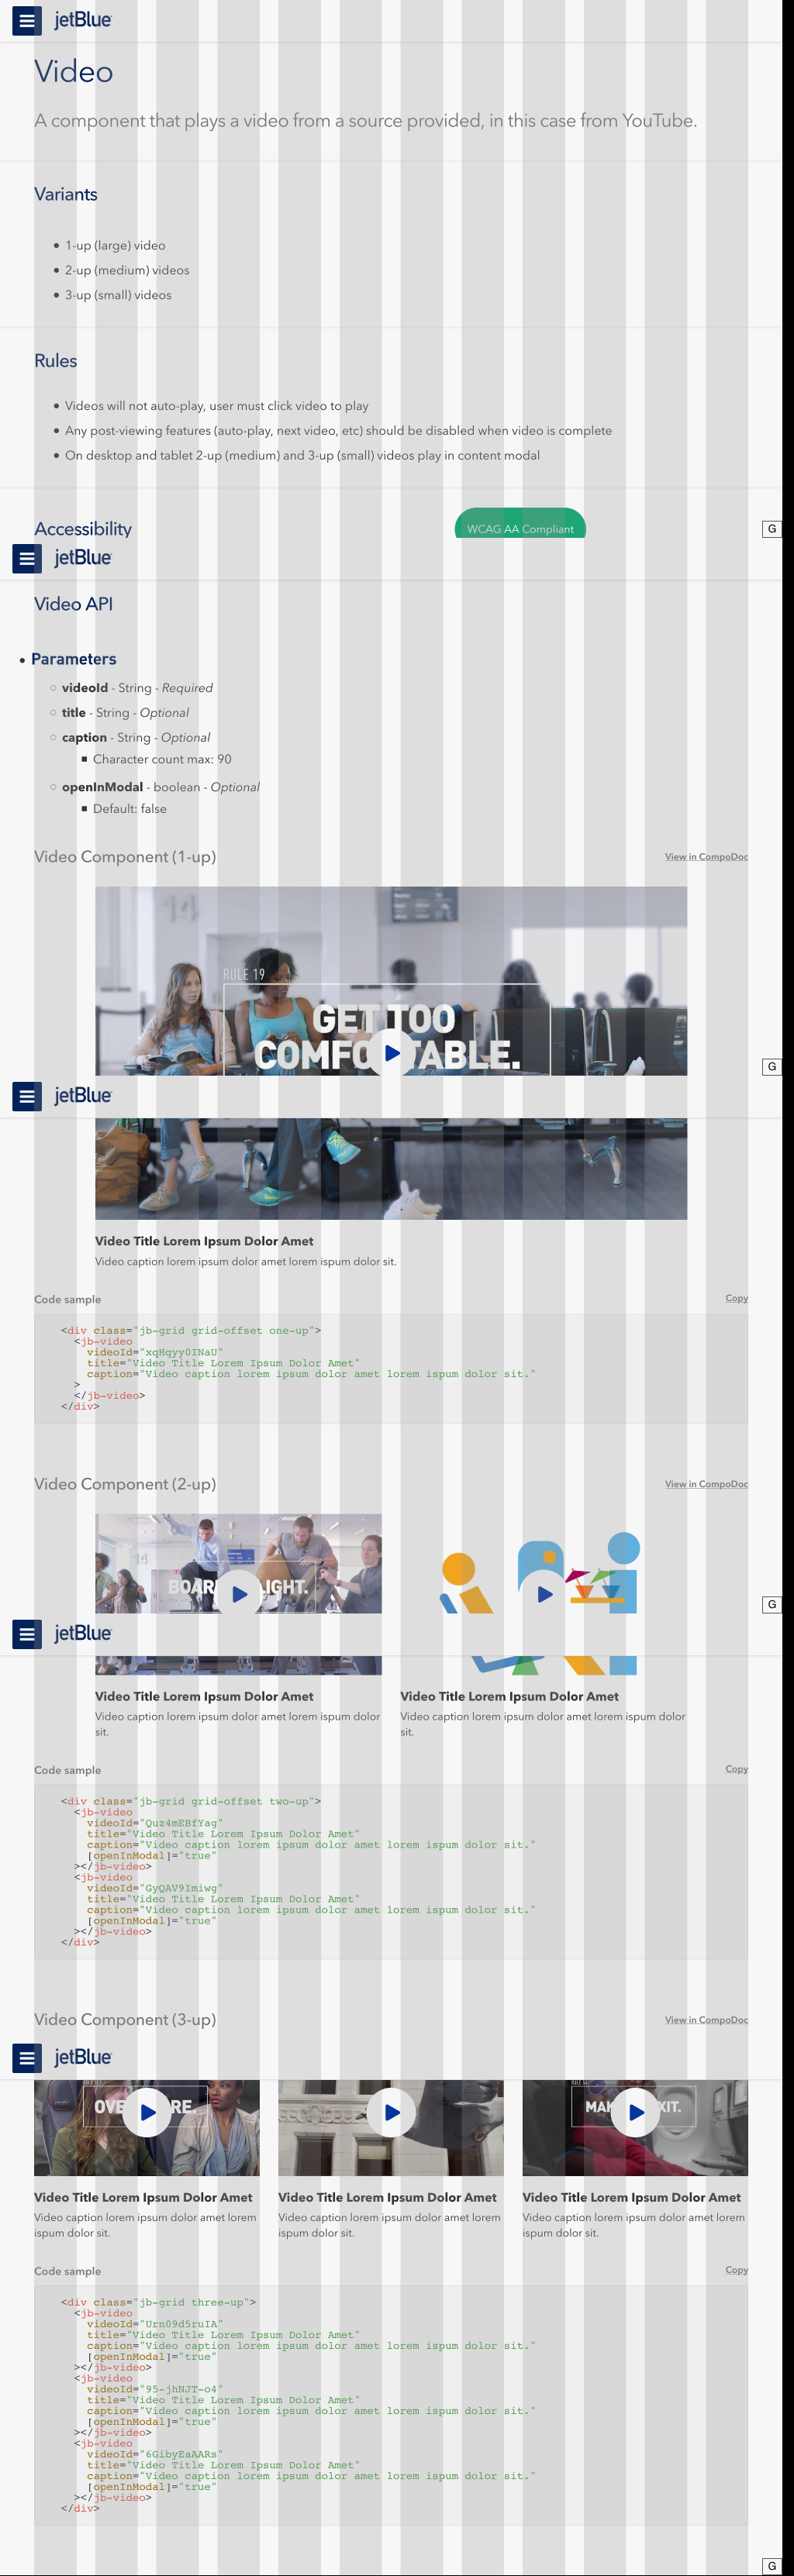 jetBlue
Video
A component that plays a video from a source provided, in this case from YouTube.
Variants
• 1-up (large) video
• 2-up (medium) videos
• 3-up (small) videos
Rules
• Videos will not auto-play, user must click video to play
• Any post-viewing features (auto-play, next video, etc) should be disabled when video is complete
• On desktop and tablet 2-up (medium) and 3-up (small) videos play in content modal
Accessibility
WCAG AA Compliant
G
jetBlue
Video API
• Parameters
○ videoId - String - Required
○ title - String - Optional
○ caption - String - Optional
■ Character count max: 90
○ openInModal - boolean - Optional
■ Default: false
Video Component (1-up)
View in CompoDoc
14
RULE 19
GET TOO
COMFORTABLE.
G
jetBlue
Video Title Lorem Ipsum Dolor Amet
Video caption lorem ipsum dolor amet lorem ispum dolor sit.
Code sample
Copy
<div class="jb-grid grid-offset one-up">
<jb-video
videoId="xqHqyy0INaU"
title="Video Title Lorem Ipsum Dolor Amet"
caption="Video caption lorem ipsum dolor amet lorem ispum dolor sit."
>
</jb-video>
</div>
Video Component (2-up)
View in CompoDoc
14
G
jetBlue
Video Title Lorem Ipsum Dolor Amet
Video Title Lorem Ipsum Dolor Amet
Video caption lorem ipsum dolor amet lorem inspum dolor
sit.
Video caption lorem ipsum dolor amet lorem inspum dolor
sit.
Code sample
Copy
<div class="jb-grid grid-offset two-up">
<jb-video
videoId="Quz4mEBfYag"
title="Video Title Lorem Ipsum Dolor Amet"
caption="Video caption lorem ipsum dolor amet lorem ispum dolor sit."
[openInModal]="true"
></jb-video>
<jb-video
videoId="GyQAV9Imiwg"
title="Video Title Lorem Ipsum Dolor Amet"
caption="Video caption lorem ipsum dolor amet lorem ispum dolor sit."
[openInModal]="true"
></jb-video>
</div>
Video Component (3-up)
View in CompoDoc
jetBlue
Video Title Lorem Ipsum Dolor Amet
Video Title Lorem Ipsum Dolor Amet
Video Title Lorem Ipsum Dolor Amet
Video caption lorem ipsum dolor amet lorem
ispum dolor sit.
Video caption lorem ipsum dolor amet lorem
ispum dolor sit.
Video caption lorem ipsum dolor amet lorem
ispum dolor sit.
Code sample
Copy
<div class="jb-grid three-up">
<jb-video
videoId="Urn09d5ruIA"
title="Video Title Lorem Ipsum Dolor Amet"
caption="Video caption lorem ipsum dolor amet lorem ispum dolor sit."
[openInModal]="true"
></jb-video>
<jb-video
videoId="95-jhNJT-o4"
title="Video Title Lorem Ipsum Dolor Amet"
caption="Video caption lorem ipsum dolor amet lorem ispum dolor sit."
[openInModal]="true"
></jb-video>
<jb-video
videoId="6GibyEaAARs"
title="Video Title Lorem Ipsum Dolor Amet"
caption="Video caption lorem ipsum dolor amet lorem ispum dolor sit."
[openInModal]="true"
></jb-video>
</div>
G